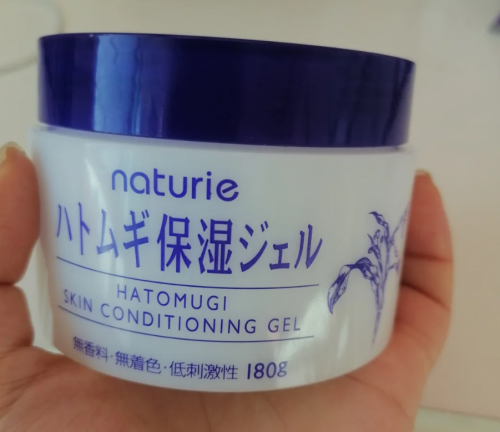 naturie
ハトムギ保湿ジェル
HATOMUGI
SKIN CONDITIONING GEL
無香料・無着色・低刺激性 180g